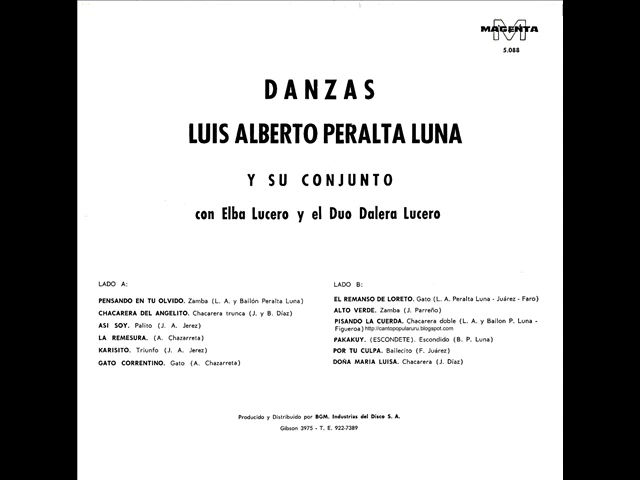 MAGENTA
5.088
DANZAS
LUIS ALBERTO PERALTA LUNA
Y SU CONJUNTO
con Elba Lucero y el Duo Dalera Lucero
LADO A:
PENSANDO EN TU OLVIDO. Zamba (L. A. y Bailón Peralta Luna)
CHACARERA DEL ANGELITO. Chacarera trunca (J. y B. Díaz)
ASI SOY. Palito (J. A. Jerez)
LA REMESURA. (A. Chazarreta)
KARISITO. Triunfo (J. A. Jerez)
GATO CORRENTINO. Gato (A. Chazarreta)
LADO B:
EL REMANSO DE LORETO. Gato (L. A. Peralta Luna - Juárez - Faro)
ALTO VERDE. Zamba (J. Parreño)
PISANDO LA CUERDA. Chacarera doble (L. A. y Bailon P. Luna -
Figueroa) http://cantopopularuru.blogspot.com
PAKAKUY. (ESCONDETE). Escondido (B. P. Luna)
POR TU CULPA. Bailecito (F. Juárez)
DOÑA MARIA LUISA. Chacarera (J. Díaz)
Producido y Distribuido por BGM. Industrias del Disco S. A.
Gibson 3975 - T. E. 922-7389